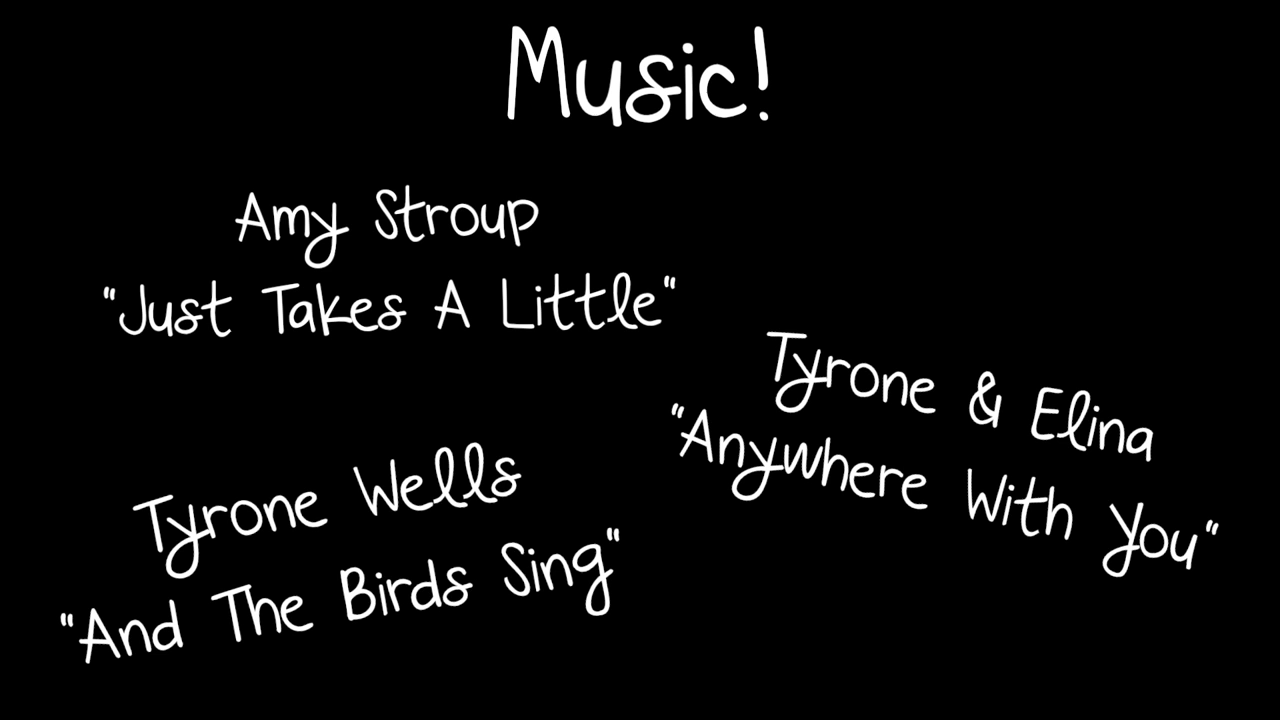 Music!
Amy Stroup
"Just Takes A Little"
Tyrone & Elina
"Anywhere With You"
Tyrone Wells
"And The Birds Sing"